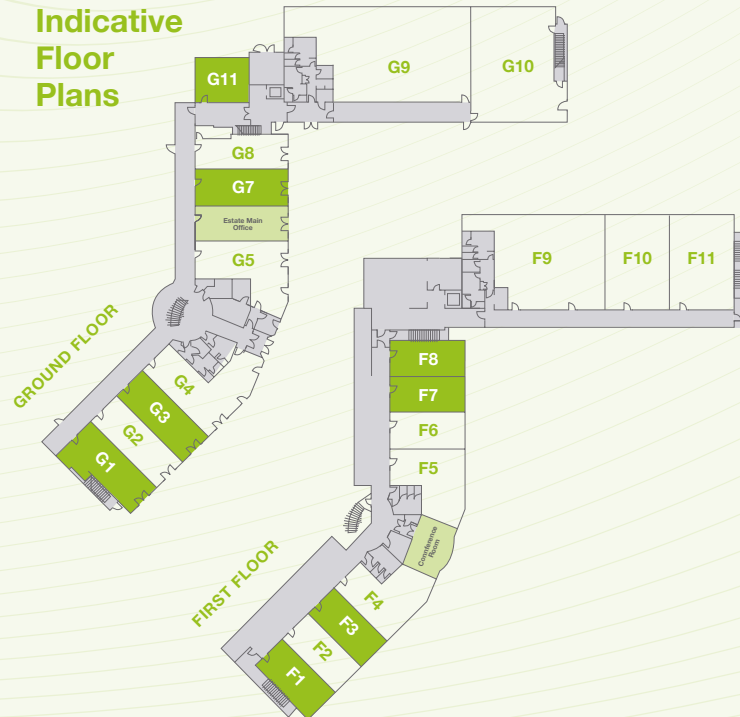 Indicative
Floor
Plans
G11
G9
G10
G8
G7
Estate Main
Office
G5
GROUND FLOOR
G4
G3
G2
G1
F9
F10
F11
F8
F7
F6
F5
Conference
Room
FIRST FLOOR
F4
F3
F2
F1